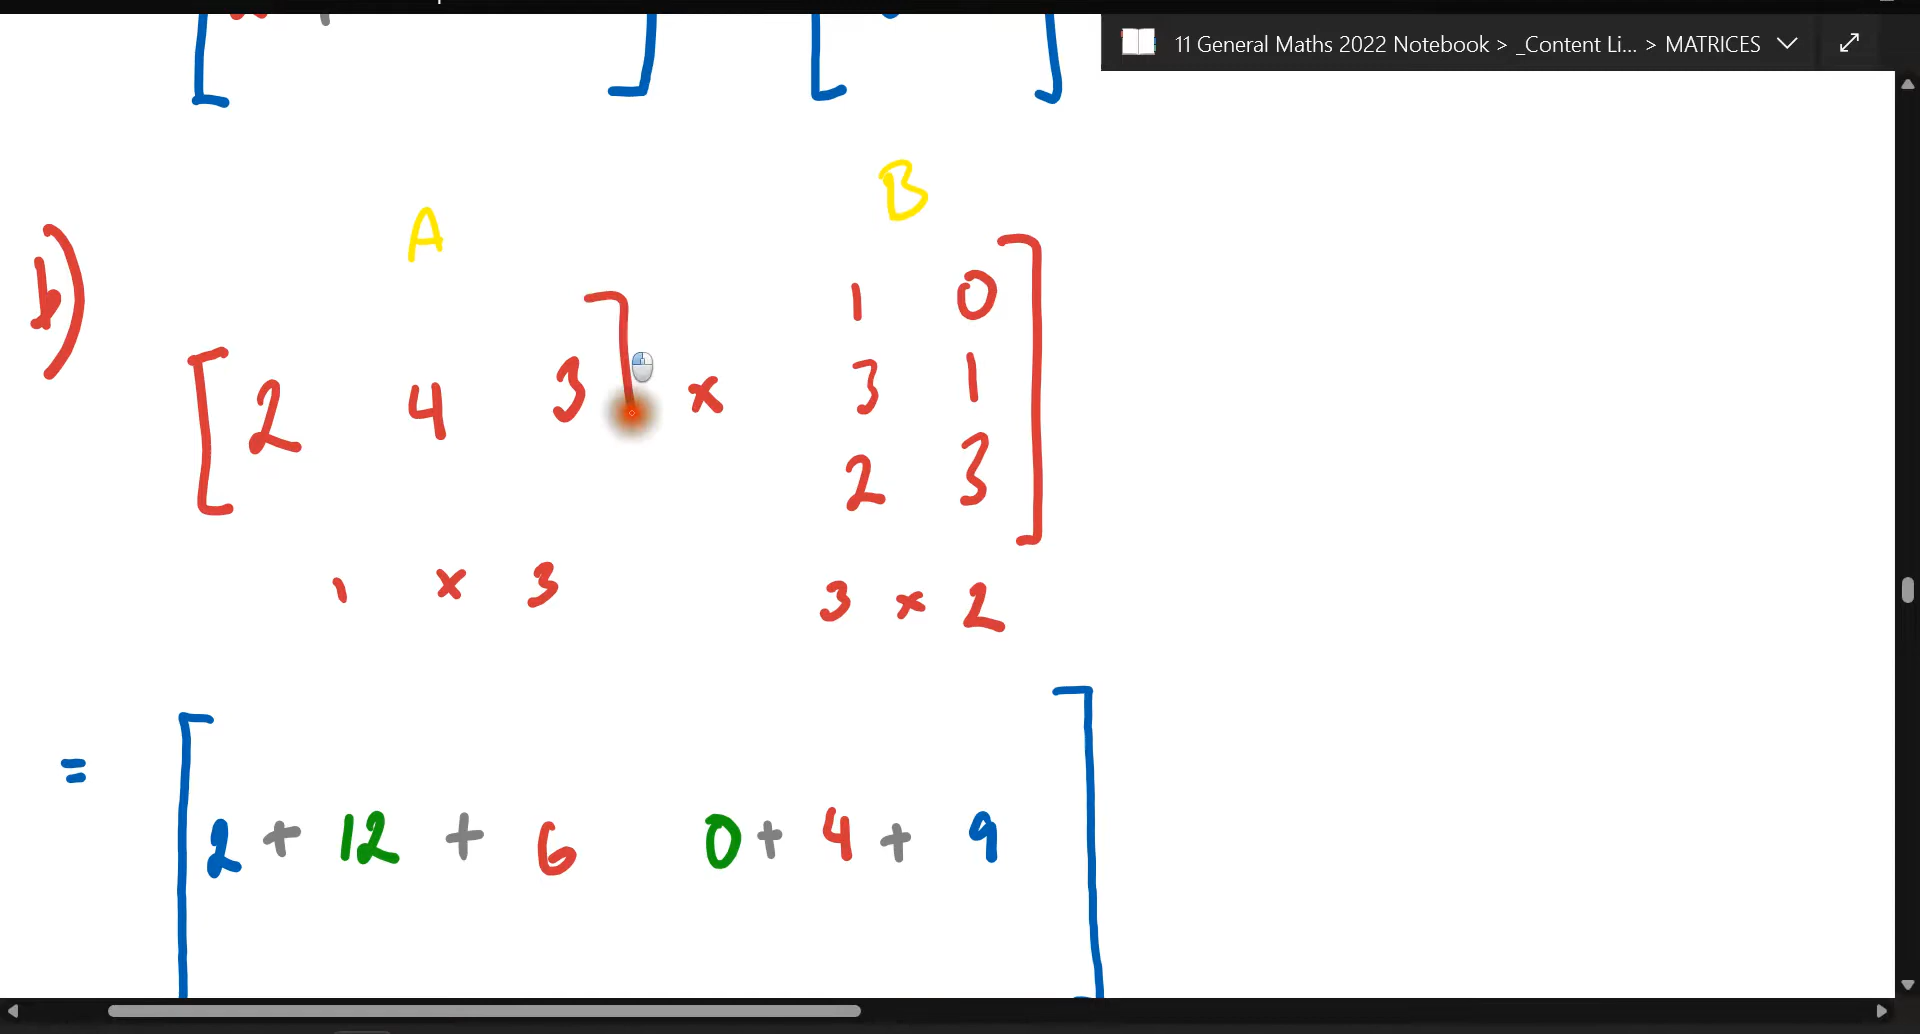 11 General Maths 2022 Notebook > _Content Li... > MATRICES
A B
b)
[ 2 4 3 ] × 1 0
3 1
2 3 ]
1 × 3 3 × 2
= [ 2 + 12 + 6 0 + 4 + 9 ]